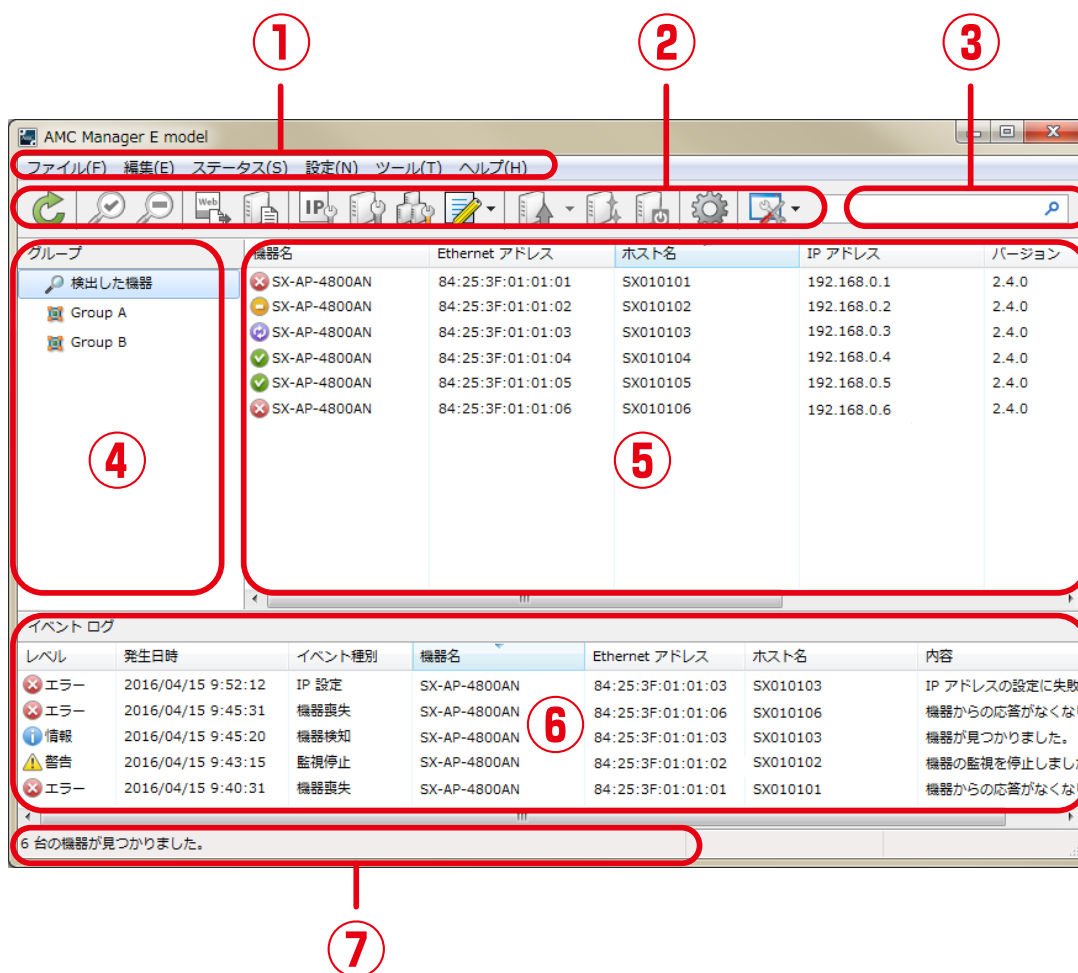 ① ② ③
AMC Manager E model
ファイル(F) 編集(E) ステータス(S) 設定(N) ツール(T) ヘルプ(H)
Web IP
グループ
検出した機器
Group A
Group B
④
機器名 Ethernet アドレス ホスト名 IP アドレス バージョン
SX-AP-4800AN 84:25:3F:01:01:01 SX010101 192.168.0.1 2.4.0
SX-AP-4800AN 84:25:3F:01:01:02 SX010102 192.168.0.2 2.4.0
SX-AP-4800AN 84:25:3F:01:01:03 SX010103 192.168.0.3 2.4.0
SX-AP-4800AN 84:25:3F:01:01:04 SX010104 192.168.0.4 2.4.0
SX-AP-4800AN 84:25:3F:01:01:05 SX010105 192.168.0.5 2.4.0
SX-AP-4800AN 84:25:3F:01:01:06 SX010106 192.168.0.6 2.4.0
⑤
イベント ログ
レベル 発生日時 イベント種別 機器名 Ethernet アドレス ホスト名 内容
エラー 2016/04/15 9:52:12 IP 設定 SX-AP-4800AN 84:25:3F:01:01:03 SX010103 IP アドレスの設定に失敗
エラー 2016/04/15 9:45:31 機器喪失 SX-AP-4800AN 84:25:3F:01:01:06 SX010106 機器からの応答がなくな
情報 2016/04/15 9:45:20 機器検知 SX-AP-4800AN 84:25:3F:01:01:03 SX010103 機器が見つかりました。
警告 2016/04/15 9:43:15 監視停止 SX-AP-4800AN 84:25:3F:01:01:02 SX010102 機器の監視を停止しまし
エラー 2016/04/15 9:40:31 機器喪失 SX-AP-4800AN 84:25:3F:01:01:01 SX010101 機器からの応答がなくな
⑥
6 台の機器が見つかりました。
⑦